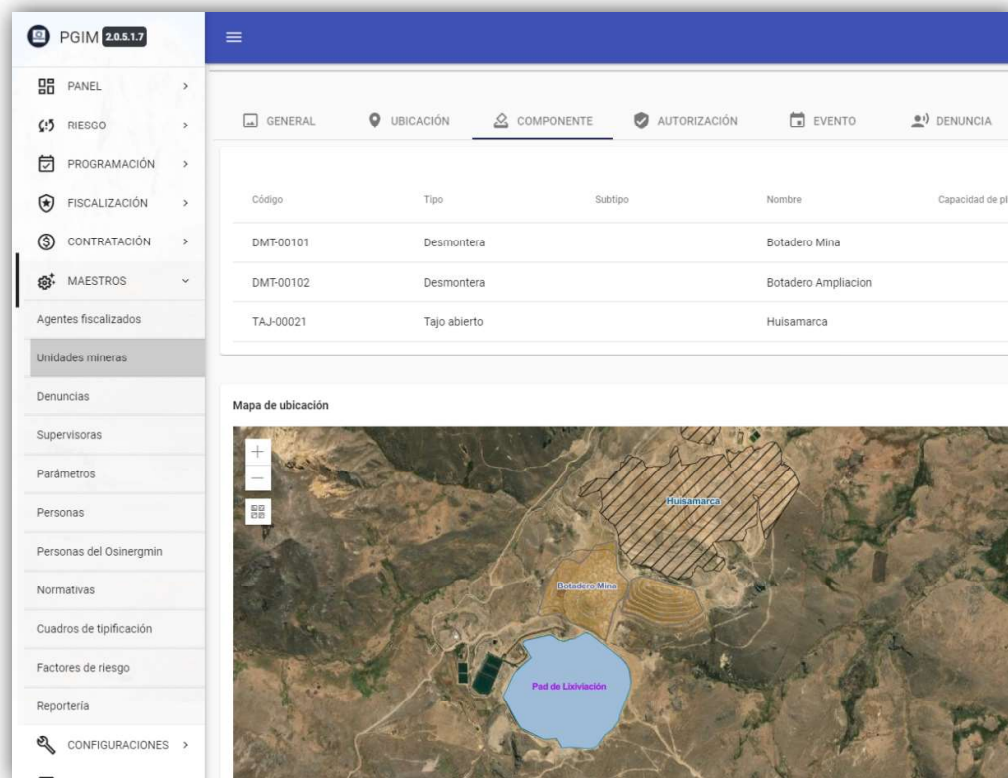 PGIM 2.0.5.1.7
PANEL
RIESGO
PROGRAMACIÓN
FISCALIZACIÓN
CONTRATACIÓN
MAESTROS
Agentes fiscalizados
Unidades mineras
Denuncias
Supervisoras
Parámetros
Personas
Personas del Osinergmin
Normativas
Cuadros de tipificación
Factores de riesgo
Reportería
CONFIGURACIONES
GENERAL UBICACIÓN COMPONENTE AUTORIZACIÓN EVENTO DENUNCIA
Código Tipo Subtipo Nombre Capacidad de pl
DMT-00101 Desmontera Botadero Mina
DMT-00102 Desmontera Botadero Ampliacion
TAJ-00021 Tajo abierto Huisamarca
Mapa de ubicación
+
−
Huisamarca
Botadero Mina
Pad de Lixiviación